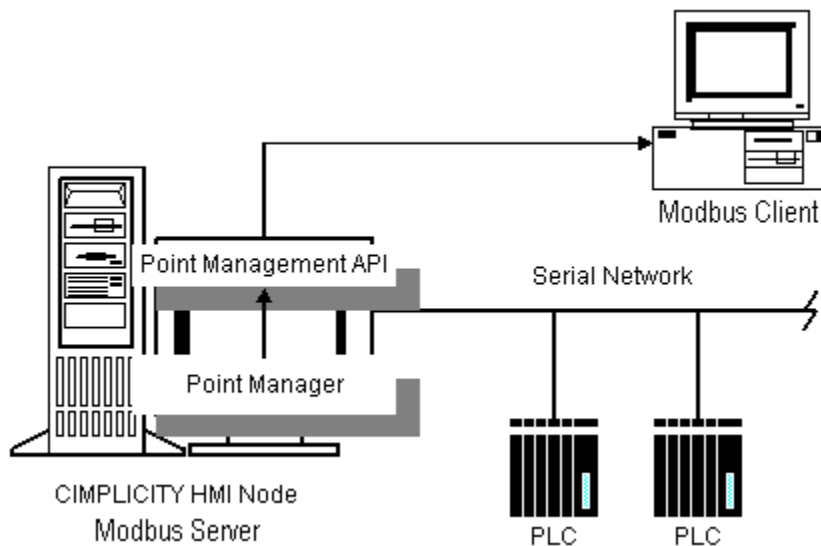 Modbus Client
Point Management API
Serial Network
Point Manager
CIMPLICITY HMI Node
Modbus Server
PLC
PLC